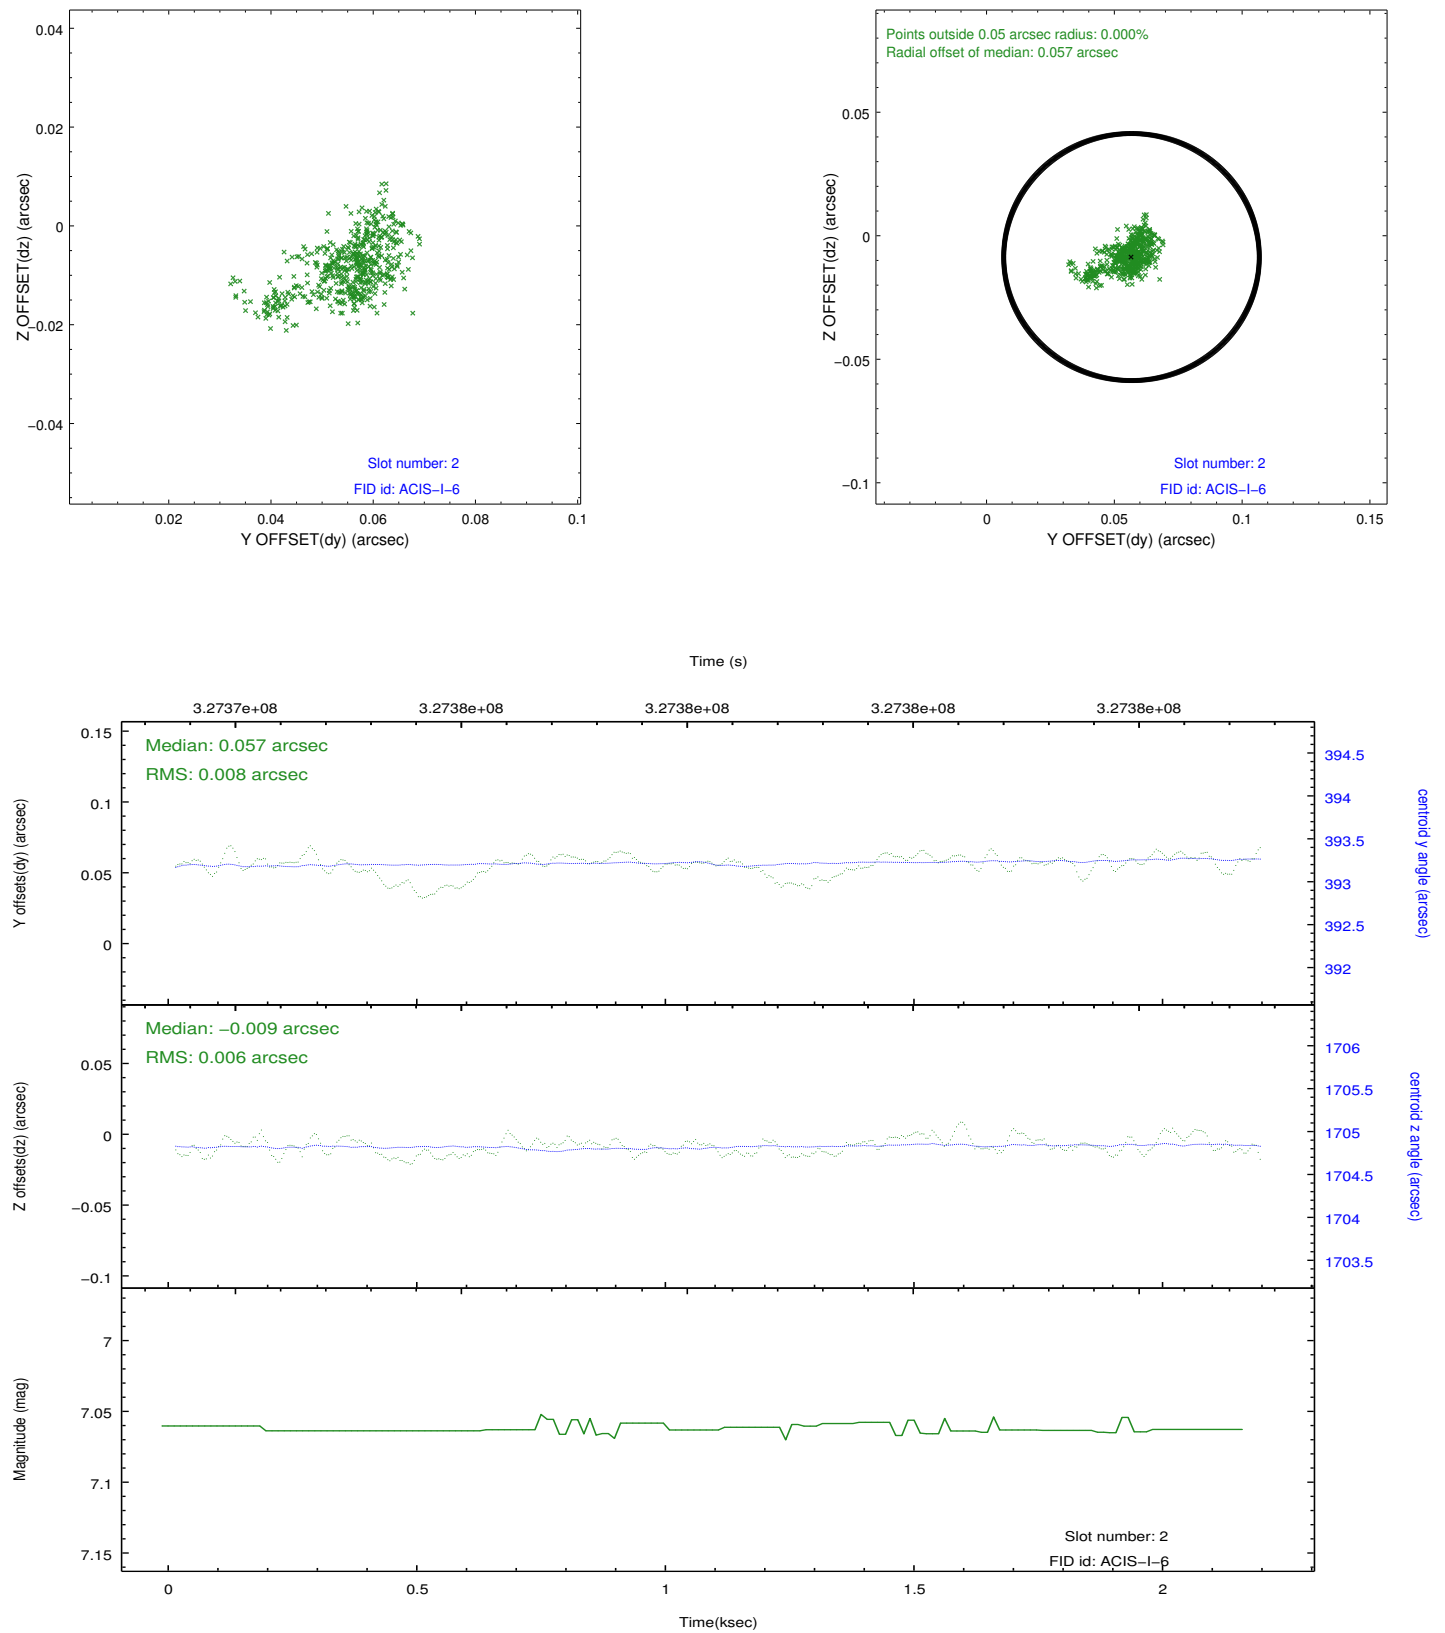 0.04
0.02
0
−0.02
−0.04
Z OFFSET(dz) (arcsec)
Slot number: 2
FID id: ACIS−I−6
0.02 0.04 0.06 0.08 0.1
Y OFFSET(dy) (arcsec)
Points outside 0.05 arcsec radius: 0.000%
Radial offset of median: 0.057 arcsec
0.05
0
−0.05
−0.1
Z OFFSET(dz) (arcsec)
Slot number: 2
FID id: ACIS−I−6
0 0.05 0.1 0.15
Y OFFSET(dy) (arcsec)
Time (s)
3.2737e+08 3.2738e+08 3.2738e+08 3.2738e+08 3.2738e+08
Median: 0.057 arcsec
RMS: 0.008 arcsec
0.15
0.1
0.05
0
Y offsets(dy) (arcsec)
394.5
394
393.5
393
392.5
392
centroid y angle (arcsec)
Median: −0.009 arcsec
RMS: 0.006 arcsec
0.05
0
−0.05
−0.1
Z offsets(dz) (arcsec)
1706
1705.5
1705
1704.5
1704
1703.5
centroid z angle (arcsec)
7
7.05
7.1
7.15
Magnitude (mag)
Slot number: 2
FID id: ACIS−I−6
0 0.5 1 1.5 2
Time(ksec)